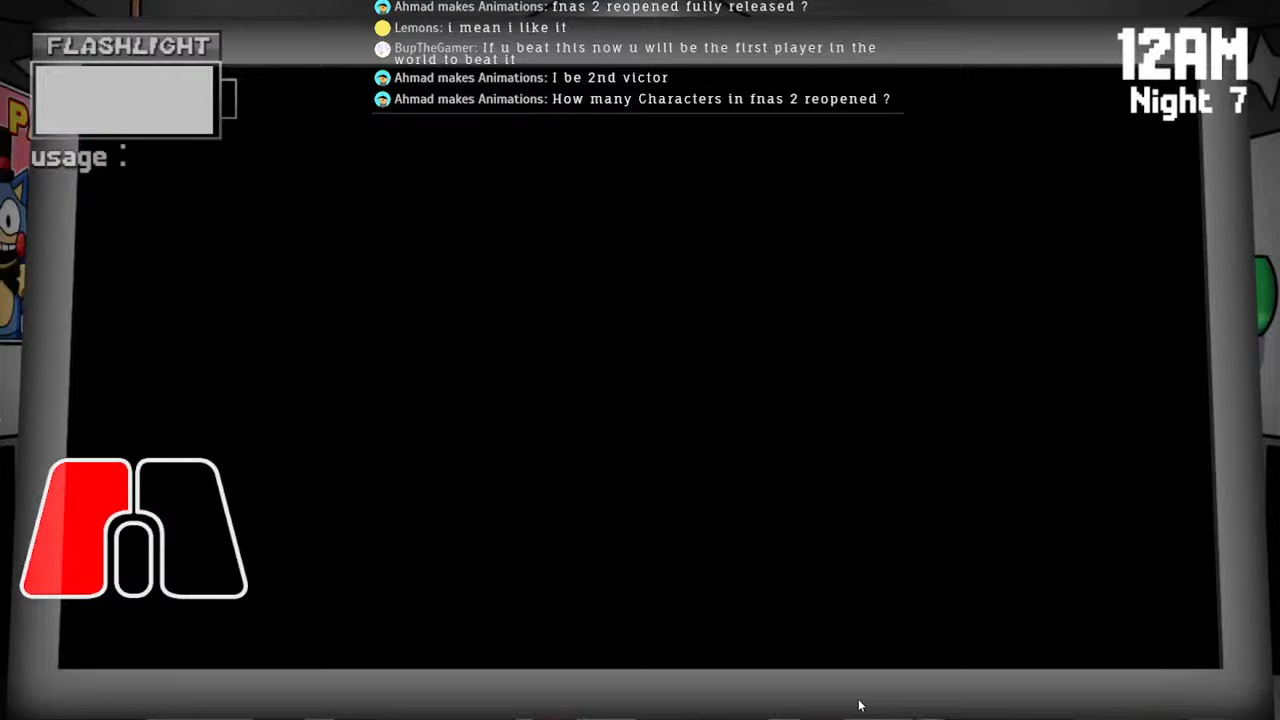 Ahmad makes Animations: fnas 2 reopened fully released ?
Lemons: i mean i like it
BupTheGamer: If u beat this now u will be the first player in the
world to beat it
Ahmad makes Animations: I be 2nd victor
Ahmad makes Animations: How many Characters in fnas 2 reopened ?
FLASHLIGHT
usage :
12AM
Night 7